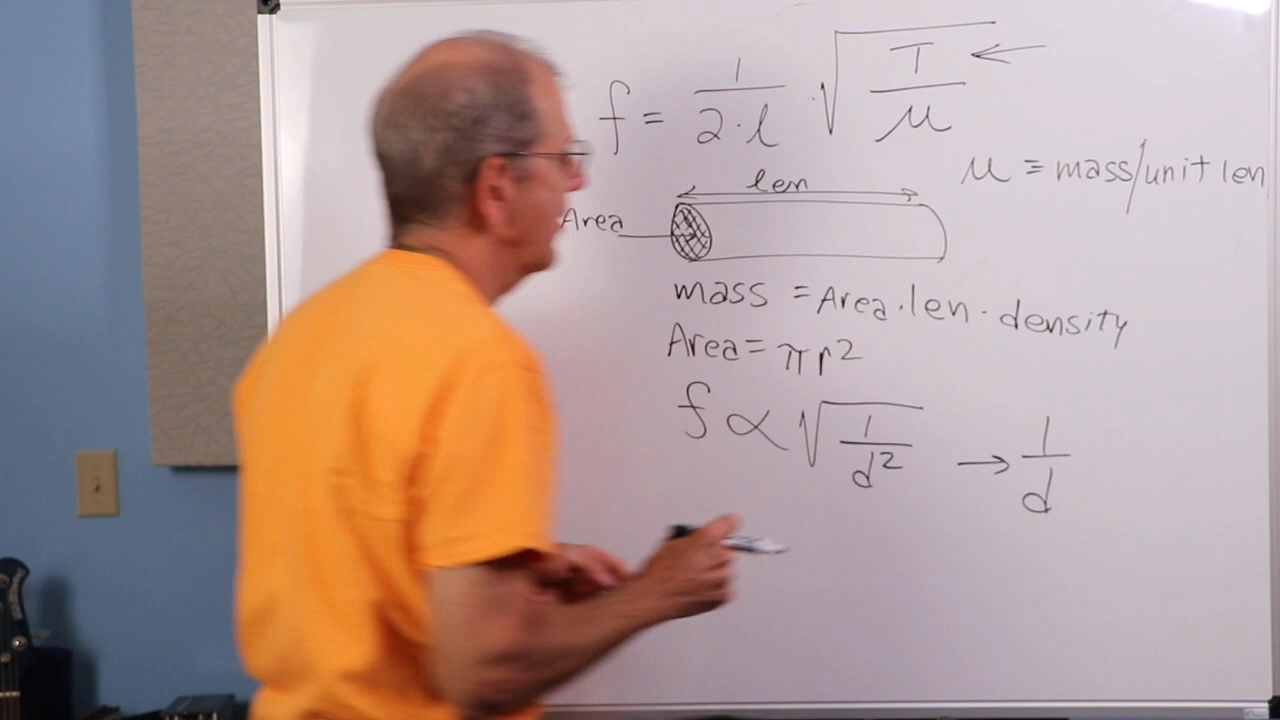 f = 1/2·l · √T/μ ←
μ = mass/unit len
len
Area
mass = Area·len·density
Area = πr²
f ∝ √1/d² → 1/d